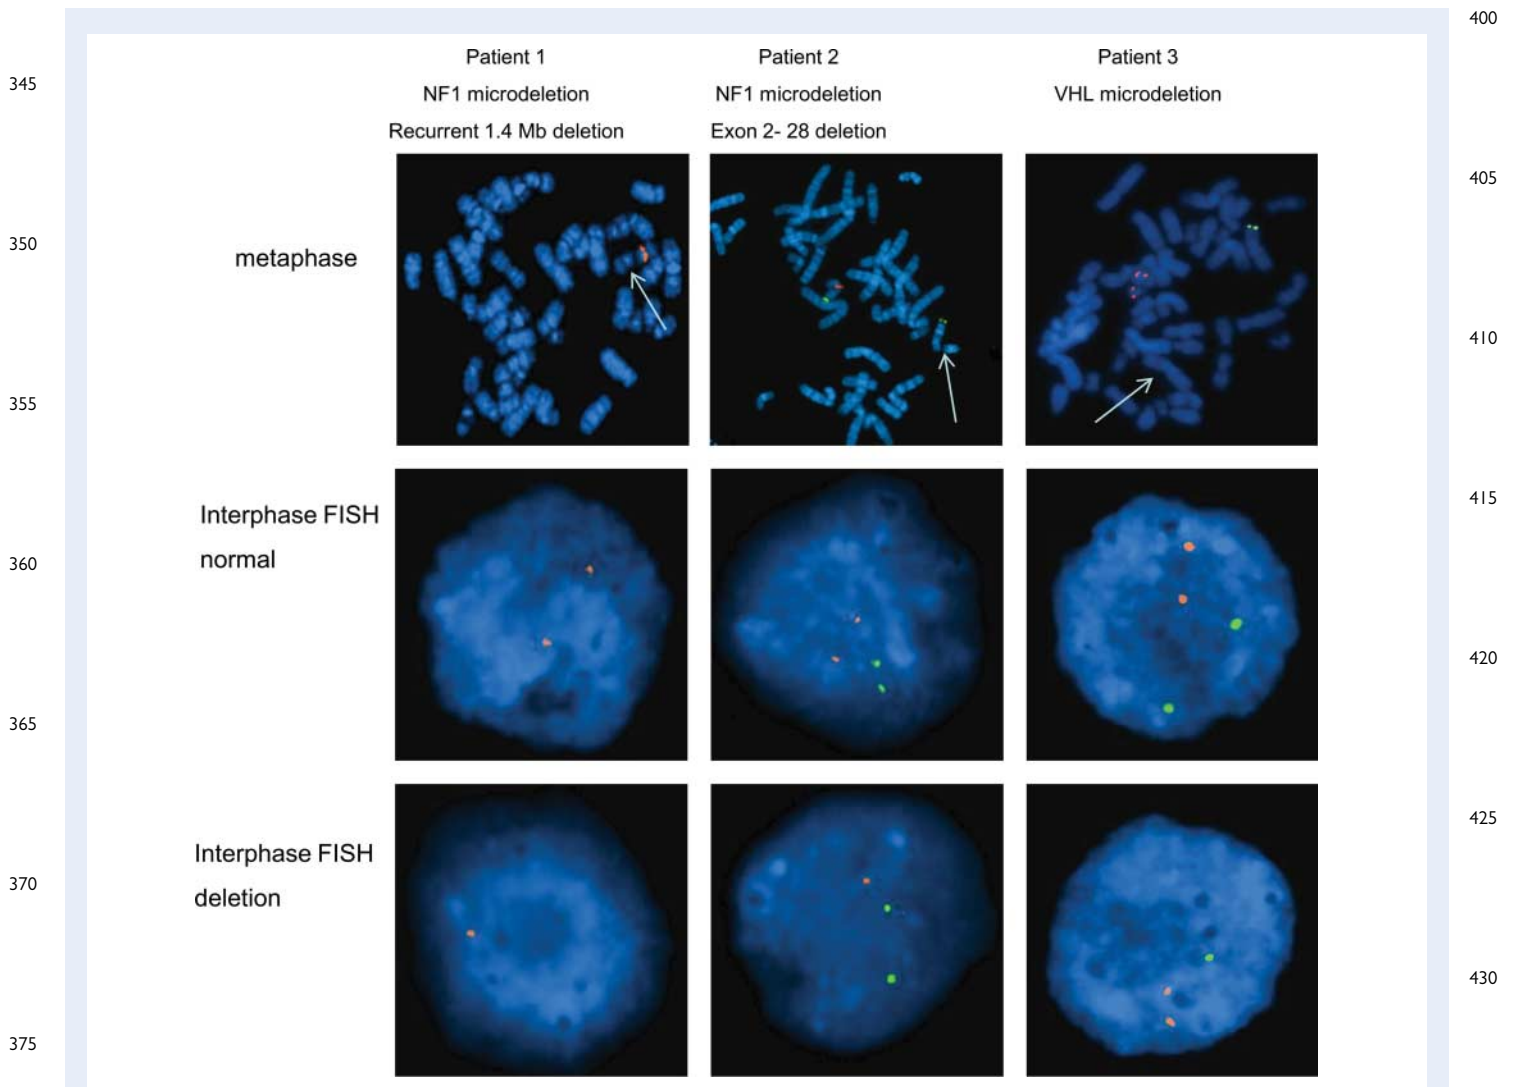 400
Patient 1 Patient 2 Patient 3
345
NF1 microdeletion NF1 microdeletion VHL microdeletion
Recurrent 1.4 Mb deletion Exon 2- 28 deletion
405
350
metaphase
410
355
415
Interphase FISH
normal
360
420
365
425
Interphase FISH
370
deletion
430
375